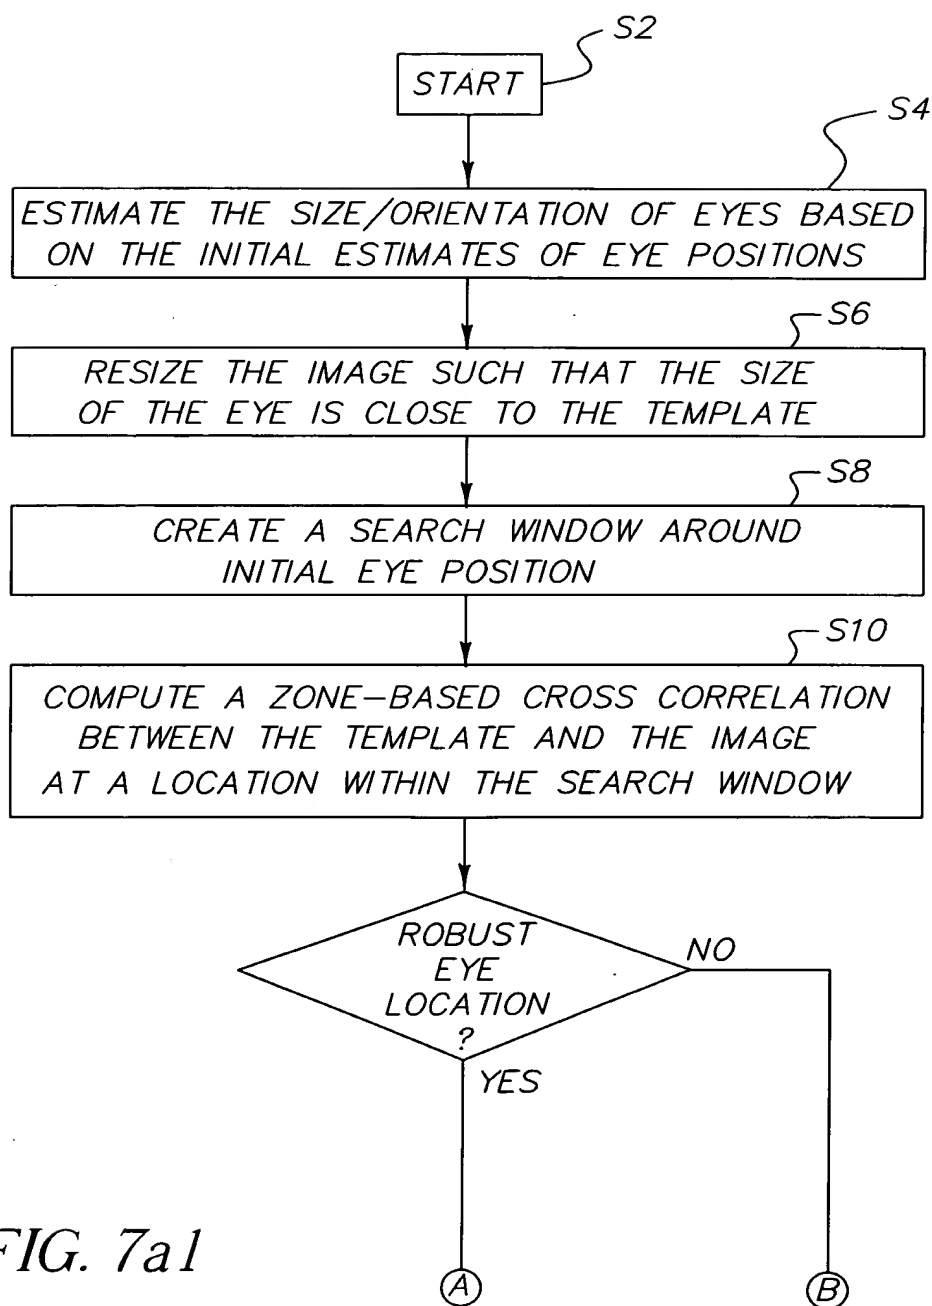 S2
START
S4
ESTIMATE THE SIZE/ORIENTATION OF EYES BASED
ON THE INITIAL ESTIMATES OF EYE POSITIONS
S6
RESIZE THE IMAGE SUCH THAT THE SIZE
OF THE EYE IS CLOSE TO THE TEMPLATE
S8
CREATE A SEARCH WINDOW AROUND
INITIAL EYE POSITION
S10
COMPUTE A ZONE-BASED CROSS CORRELATION
BETWEEN THE TEMPLATE AND THE IMAGE
AT A LOCATION WITHIN THE SEARCH WINDOW
ROBUST
EYE
LOCATION
?
NO
YES
FIG. 7a1
A
B